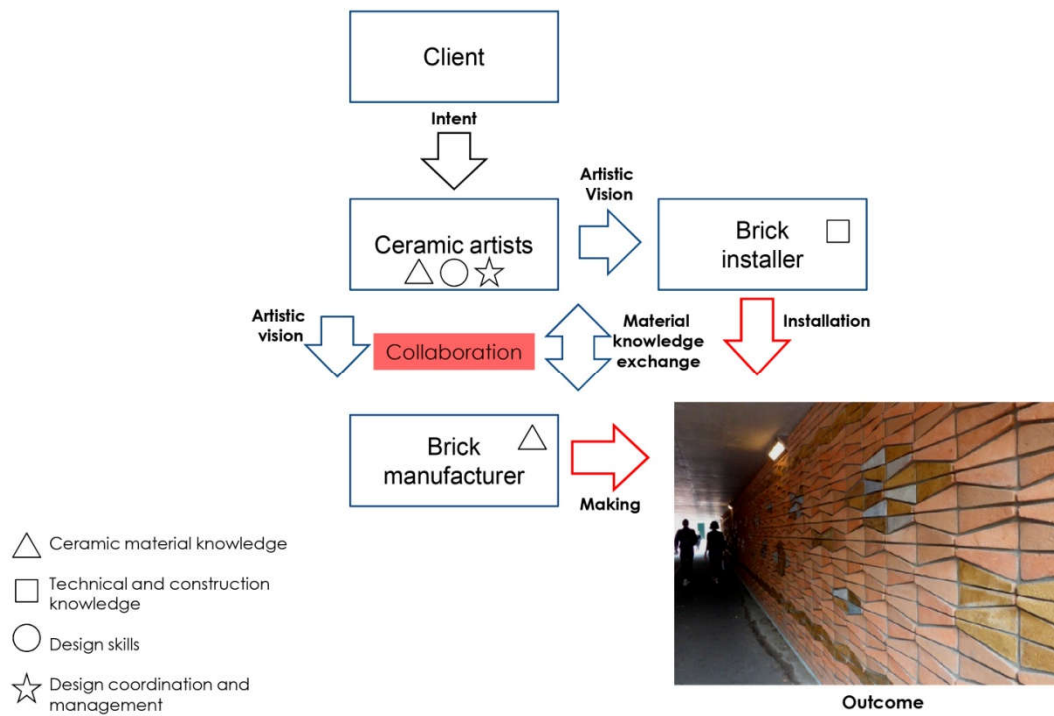 Client
Intent
Artistic
Vision
Ceramic artists
Brick
installer
Artistic
vision
Collaboration
Material
knowledge
exchange
Installation
Brick
manufacturer
Making
Ceramic material knowledge
Technical and construction
knowledge
Design skills
Design coordination and
management
Outcome